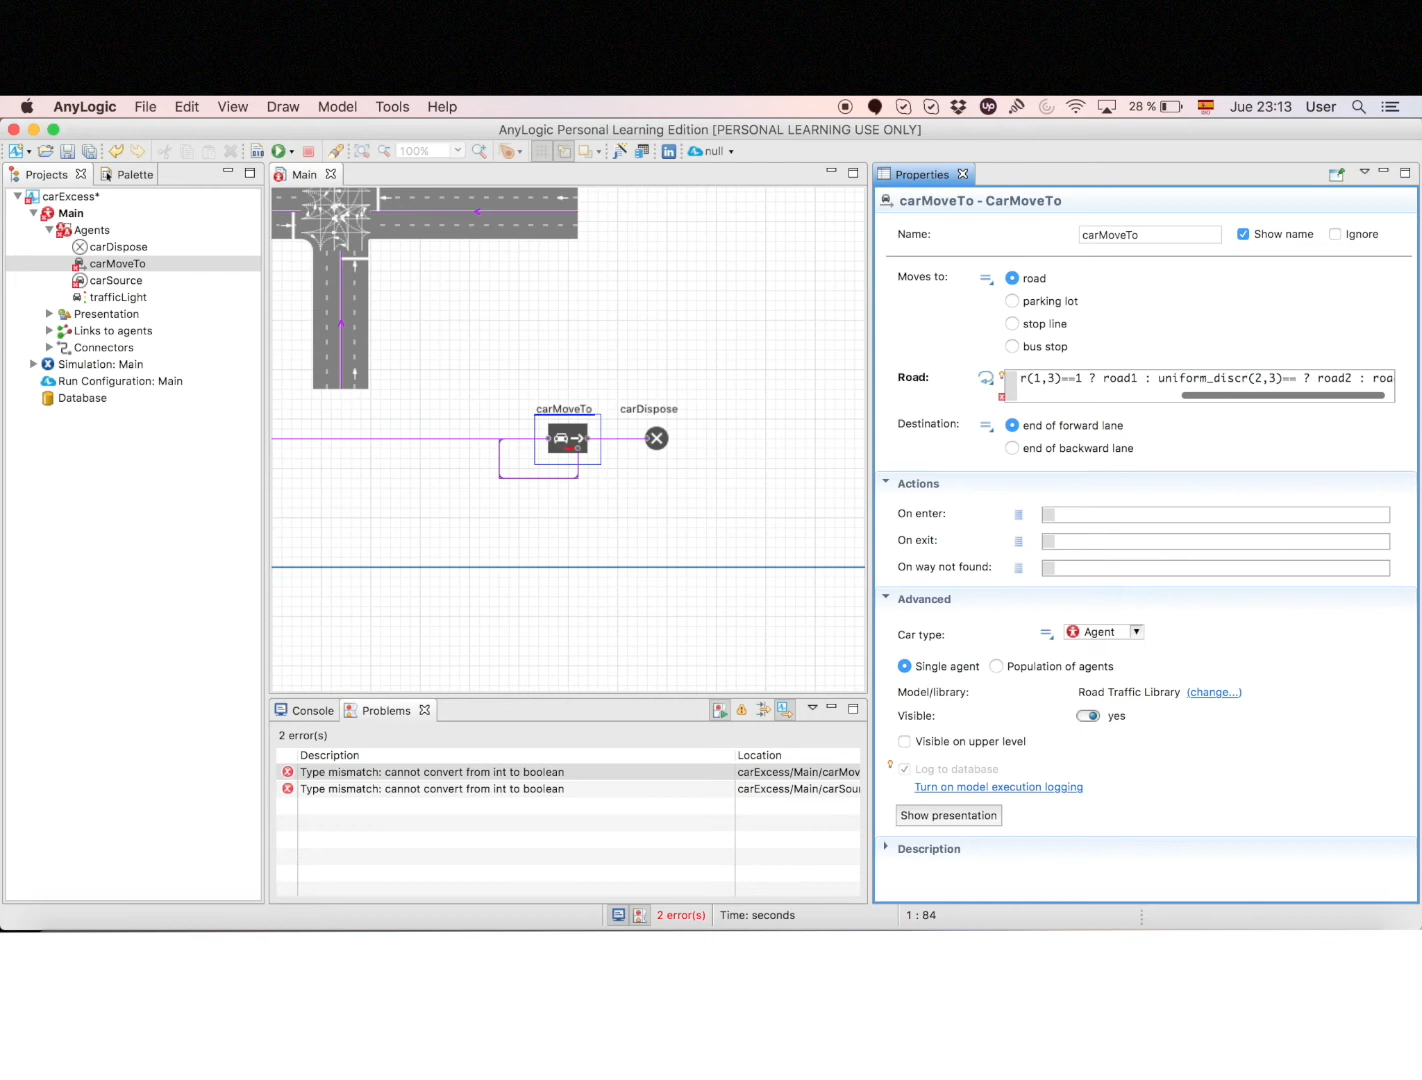 AnyLogic File Edit View Draw Model Tools Help 28 % Jue 23:13 User
AnyLogic Personal Learning Edition [PERSONAL LEARNING USE ONLY]
100% null
Projects Palette
carExcess*
Main
Agents
carDispose
carMoveTo
carSource
trafficLight
Presentation
Links to agents
Connectors
Simulation: Main
Run Configuration: Main
Database
Main
carMoveTo carDispose
Console Problems
2 error(s)
Description Location
Type mismatch: cannot convert from int to boolean carExcess/Main/carMov
Type mismatch: cannot convert from int to boolean carExcess/Main/carSou
Properties
carMoveTo - CarMoveTo
Name: carMoveTo Show name Ignore
Moves to: road
parking lot
stop line
bus stop
Road: r(1,3)==1 ? road1 : uniform_discr(2,3)== ? road2 : roa
Destination: end of forward lane
end of backward lane
Actions
On enter:
On exit:
On way not found:
Advanced
Car type: Agent
Single agent Population of agents
Model/library: Road Traffic Library (change...)
Visible: yes
Visible on upper level
Log to database
Turn on model execution logging
Show presentation
Description
2 error(s) Time: seconds 1 : 84